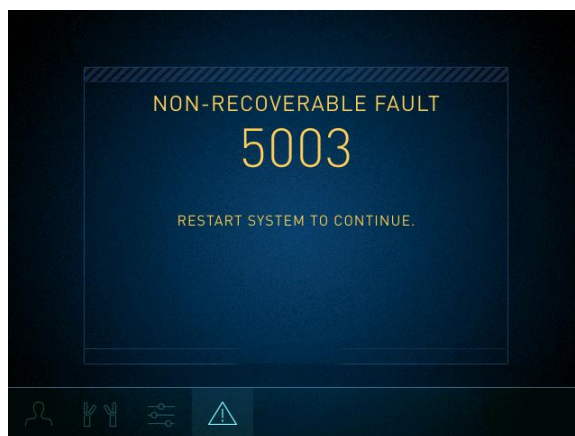 NON-RECOVERABLE FAULT
5003
RESTART SYSTEM TO CONTINUE.